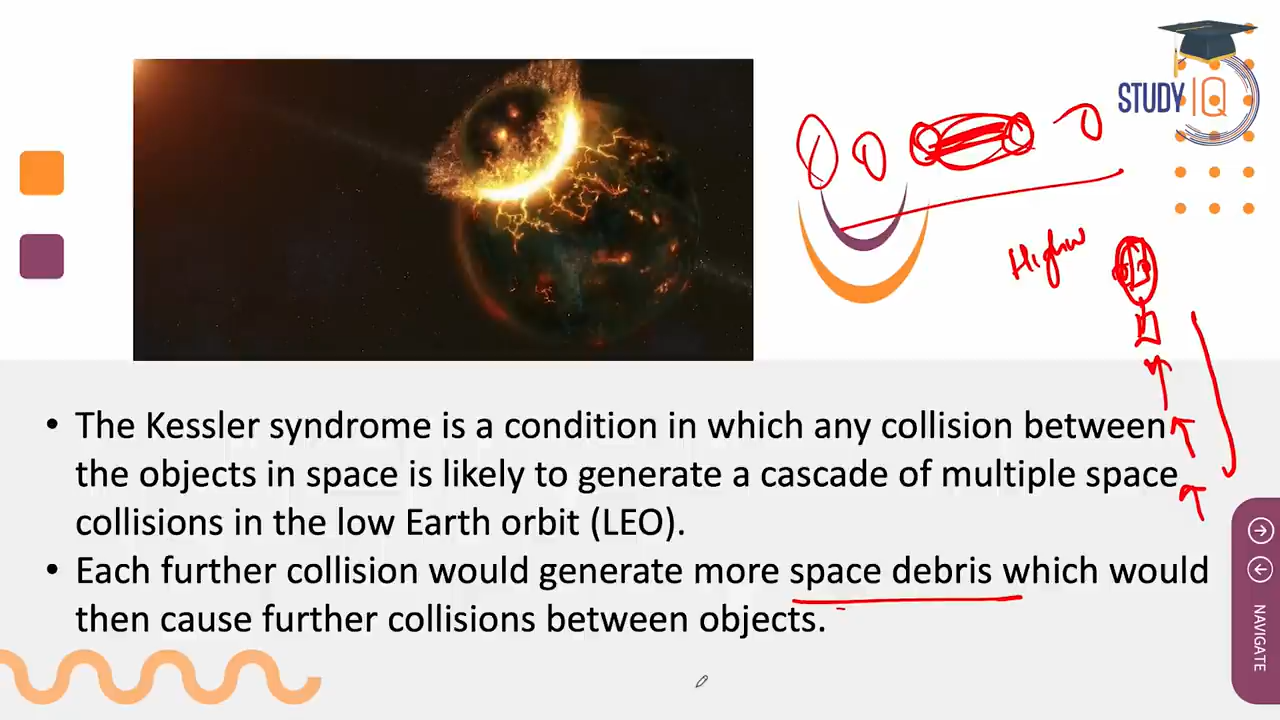 STUDY IQ
• The Kessler syndrome is a condition in which any collision between
the objects in space is likely to generate a cascade of multiple space
collisions in the low Earth orbit (LEO).
• Each further collision would generate more space debris which would
then cause further collisions between objects.
NAVIGATE